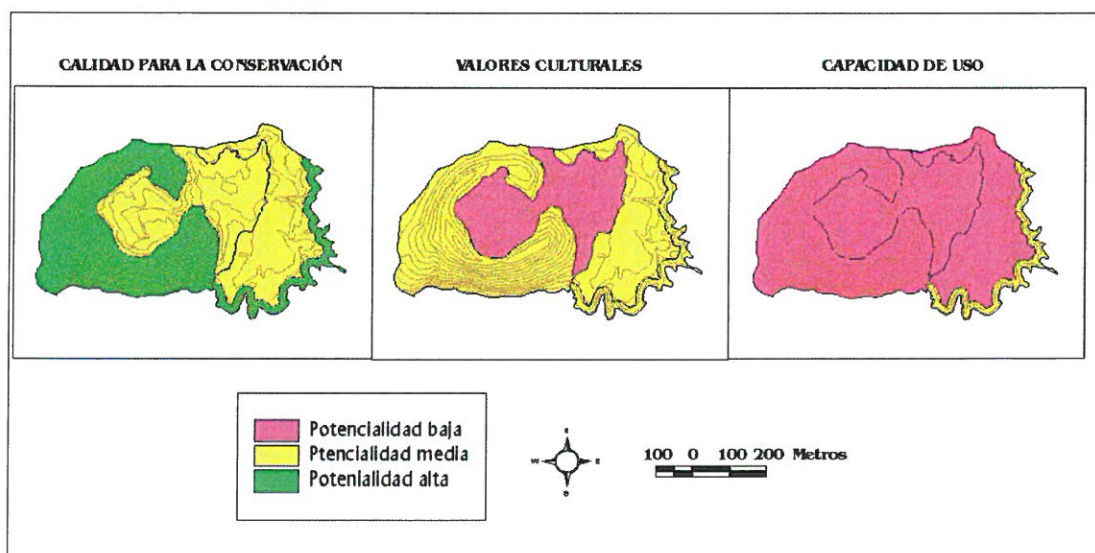 CALIDAD PARA LA CONSERVACIÓN
VALORES CULTURALES
CAPACIDAD DE USO
Potencialidad baja
Ptencialidad media
Potenlalidad alta
W E
S
100 0 100 200 Metros